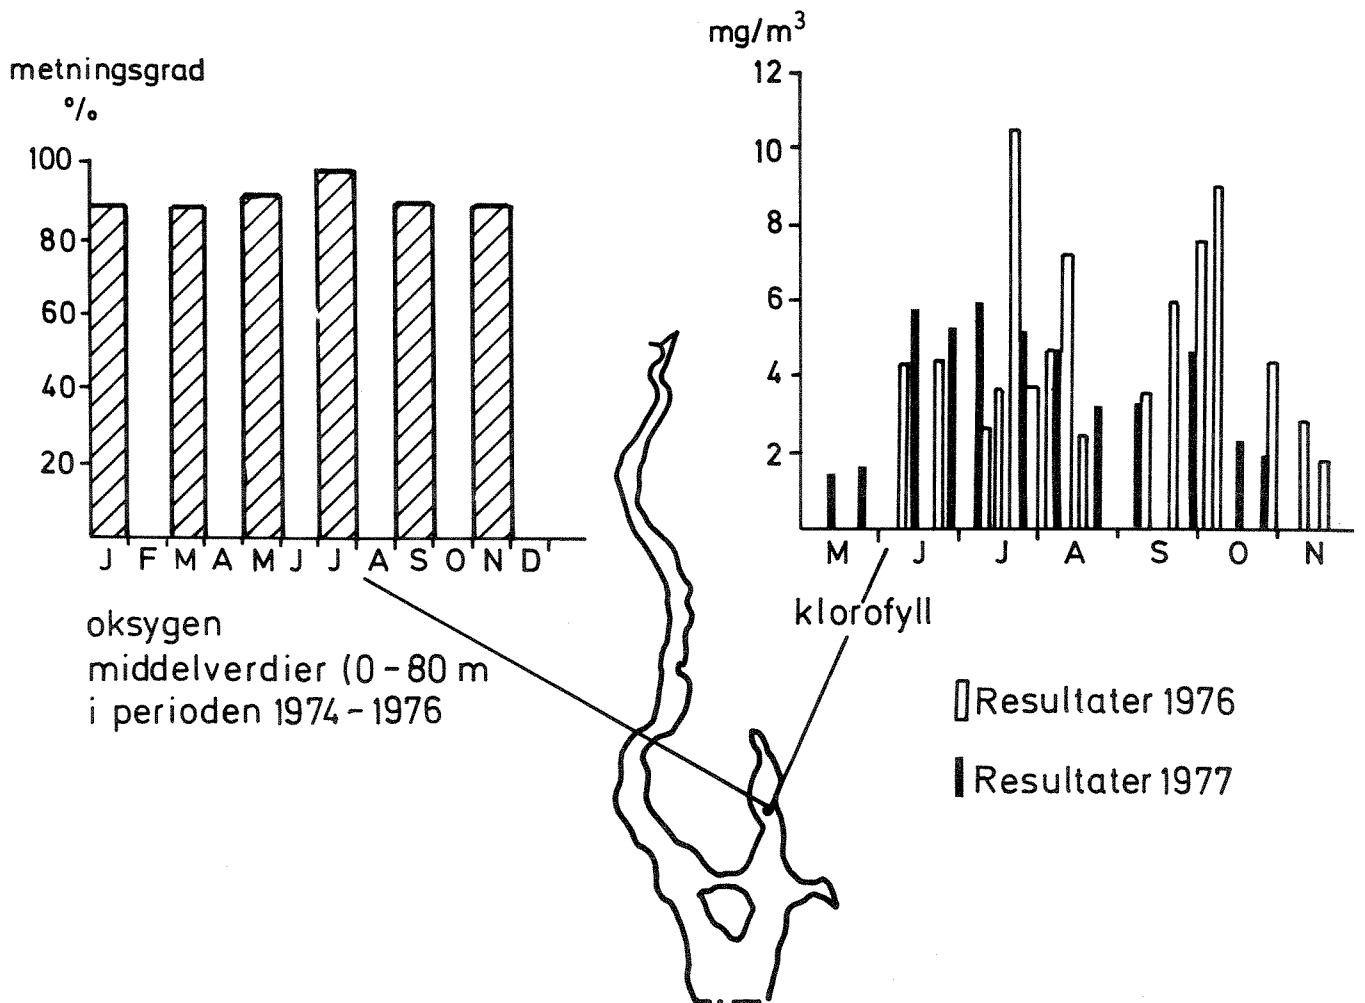 metningsgrad
%
100
80
60
40
20
J F M A M J J A S O N D
oksygen
middelverdier (0-80 m
i perioden 1974-1976
mg/m³
12
10
8
6
4
2
M J J A S O N
klorofyll
Resultater 1976
Resultater 1977